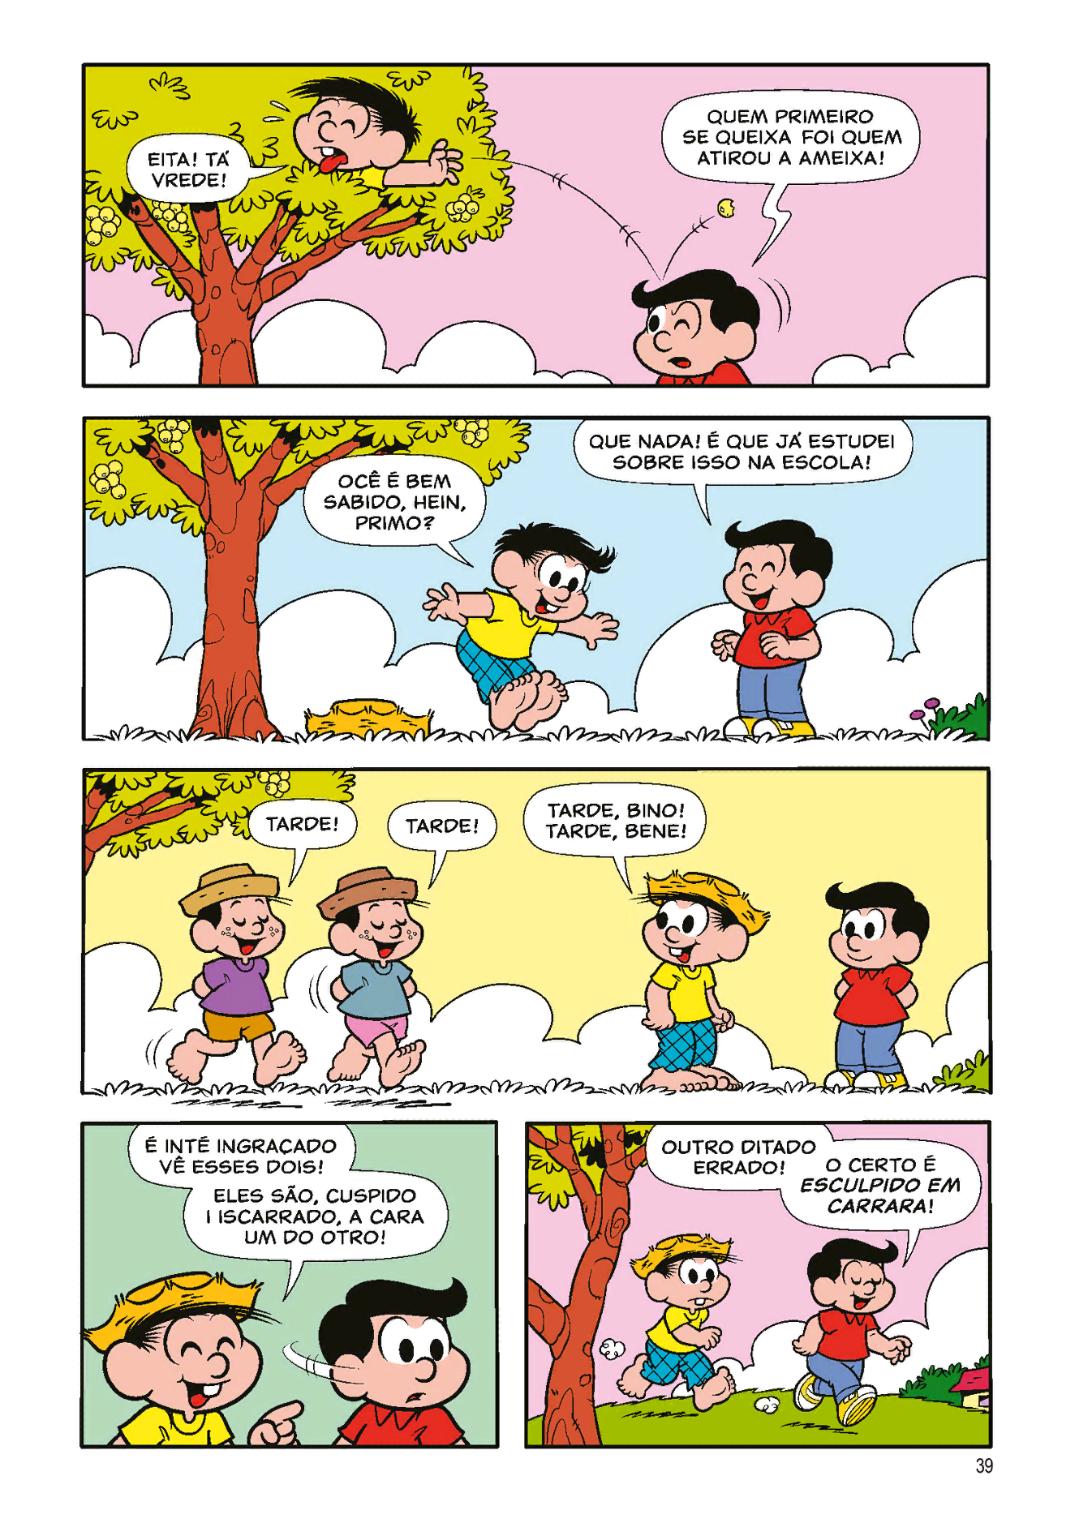 EITA! TÁ
VREDE!
QUEM PRIMEIRO
SE QUEIXA FOI QUEM
ATIROU A AMEIXA!
OCÊ É BEM
SABIDO, HEIN,
PRIMO?
QUE NADA! É QUE JÁ ESTUDEI
SOBRE ISSO NA ESCOLA!
TARDE!
TARDE!
TARDE, BINO!
TARDE, BENE!
É INTÉ INGRAÇADO
VÊ ESSES DOIS!
ELES SÃO, CUSPIDO
I ISCARRADO, A CARA
UM DO OTRO!
OUTRO DITADO
ERRADO!
O CERTO É
ESCULPIDO EM
CARRARA!
39